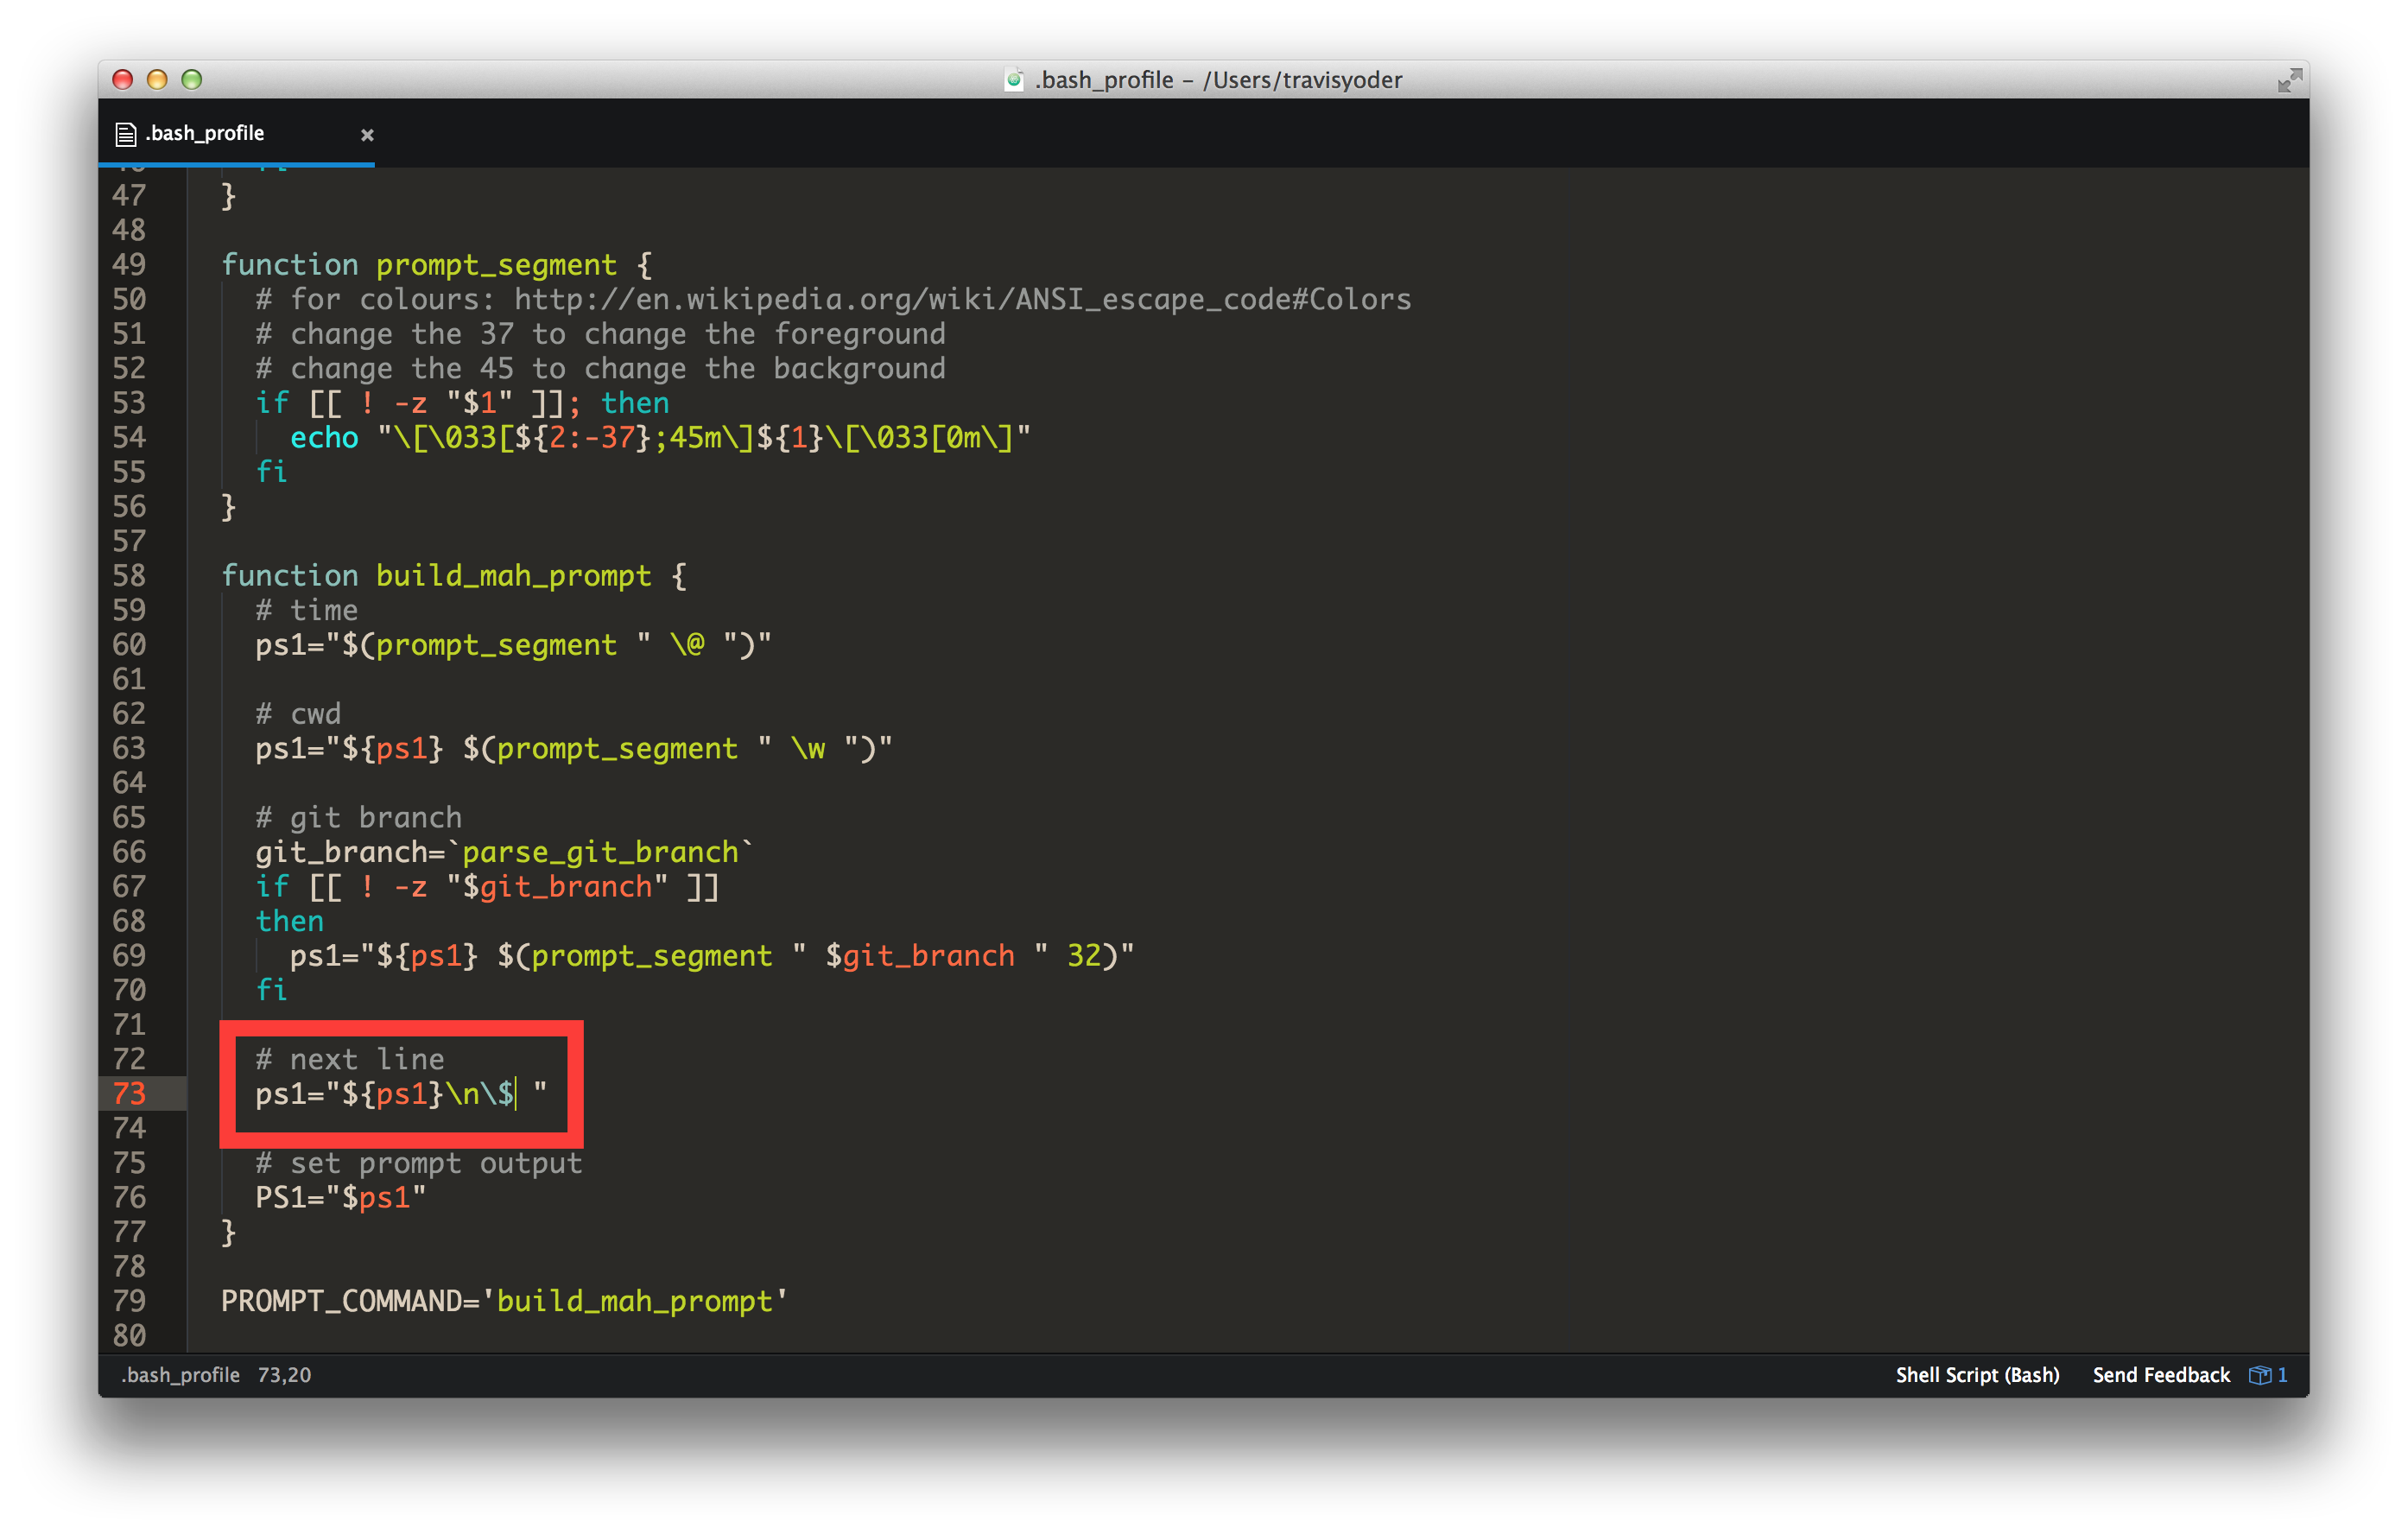 .bash_profile – /Users/travisyoder
.bash_profile ×
47 }
48
49 function prompt_segment {
50   # for colours: http://en.wikipedia.org/wiki/ANSI_escape_code#Colors
51   # change the 37 to change the foreground
52   # change the 45 to change the background
53   if [[ ! -z "$1" ]]; then
54     echo "\[\033[${2:-37};45m\]${1}\[\033[0m\]"
55   fi
56 }
57
58 function build_mah_prompt {
59   # time
60   ps1="$(prompt_segment " \@ ")"
61
62   # cwd
63   ps1="${ps1} $(prompt_segment " \w ")"
64
65   # git branch
66   git_branch=`parse_git_branch`
67   if [[ ! -z "$git_branch" ]]
68   then
69     ps1="${ps1} $(prompt_segment " $git_branch " 32)"
70   fi
71
72   # next line
73   ps1="${ps1}\n\$ "
74
75   # set prompt output
76   PS1="$ps1"
77 }
78
79 PROMPT_COMMAND='build_mah_prompt'
80
.bash_profile 73,20 Shell Script (Bash) Send Feedback 1